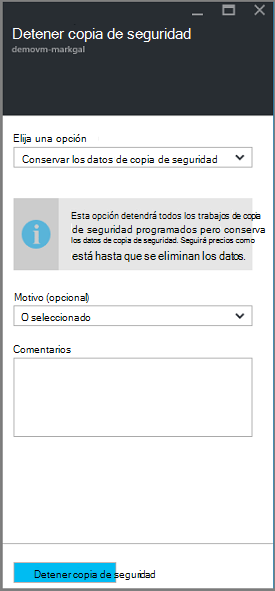 Detener copia de seguridad
demovm-markgal
Elija una opción
Conservar los datos de copia de seguridad
Esta opción detendrá todos los trabajos de copia
de seguridad programados pero conserva
los datos de copia de seguridad. Seguirá precios como
está hasta que se eliminan los datos.
Motivo (opcional)
O seleccionado
Comentarios
Detener copia de seguridad